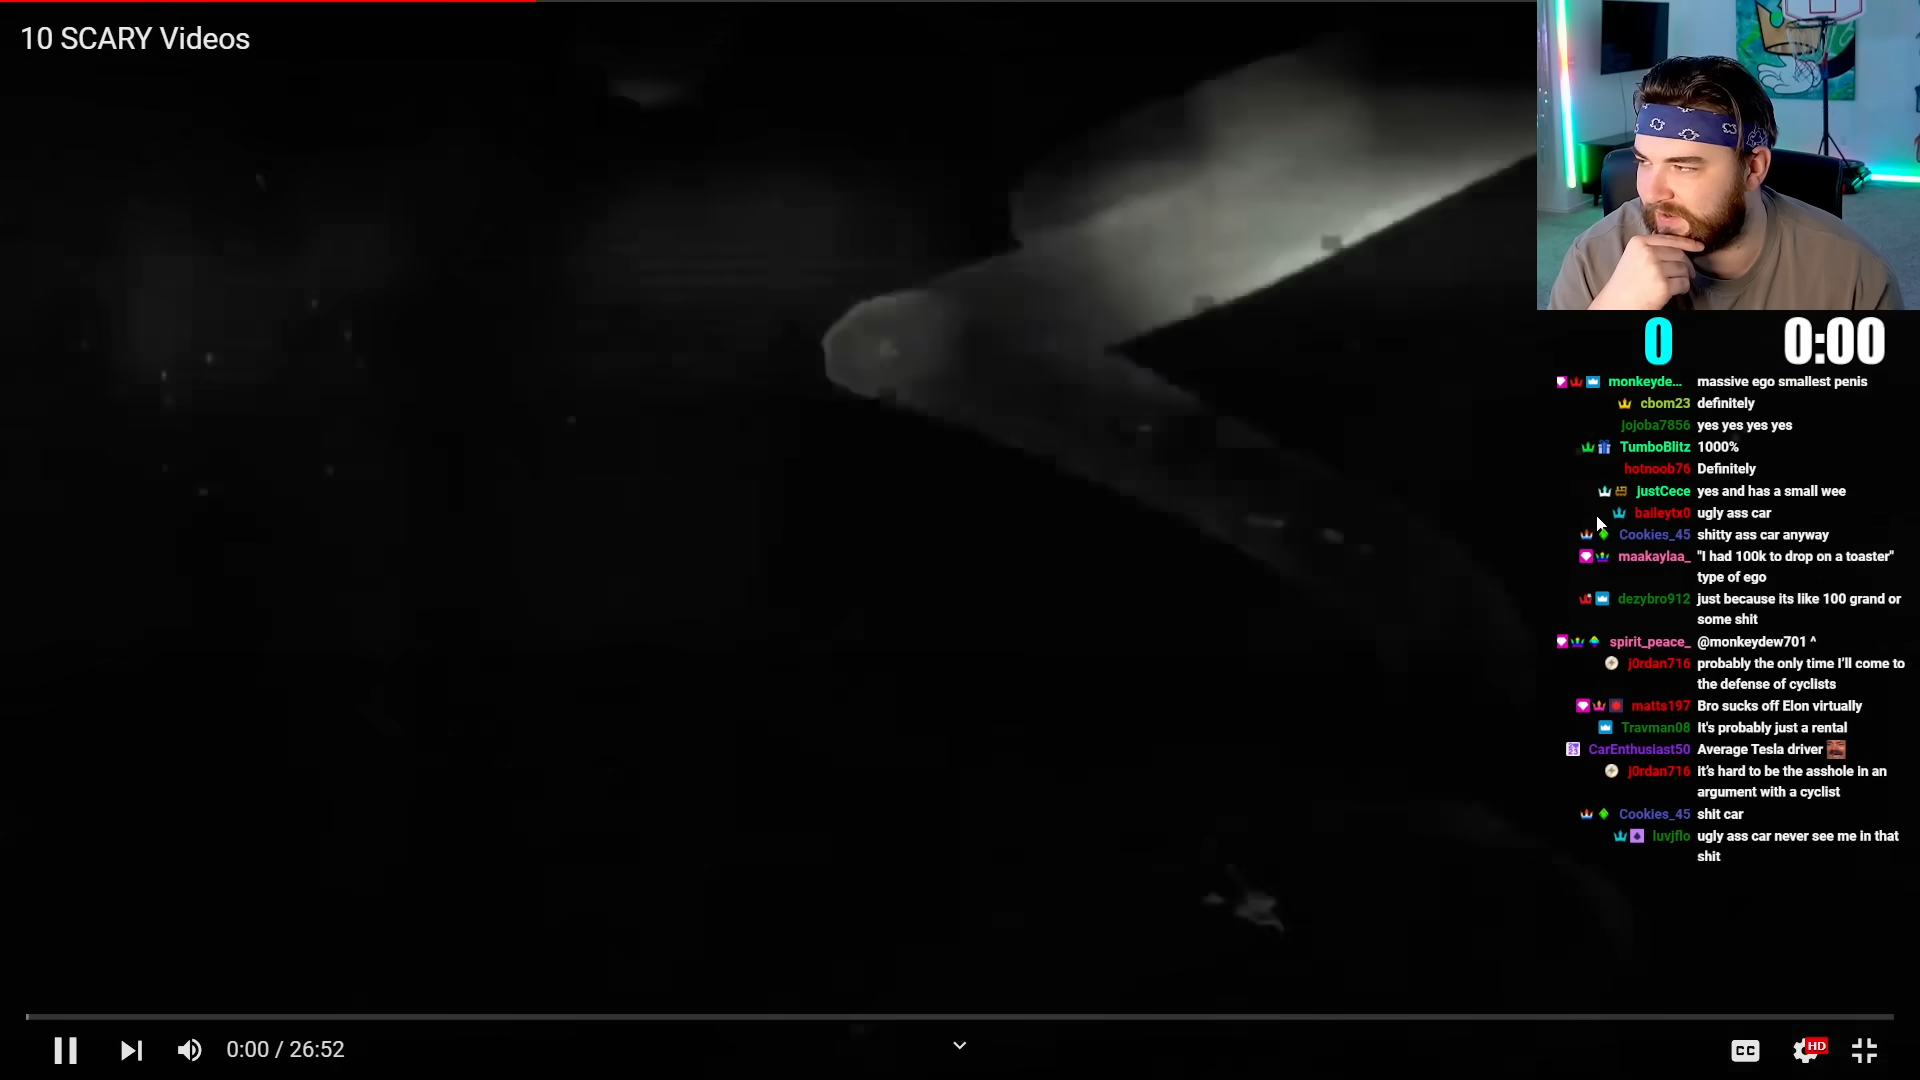 10 SCARY Videos
0 0:00
monkeyde... massive ego smallest penis
cbom23 definitely
jojoba7856 yes yes yes yes
TumboBlitz 1000%
hotnoob76 Definitely
justCece yes and has a small wee
baileytx0 ugly ass car
Cookies_45 shitty ass car anyway
maakaylaa_ "I had 100k to drop on a toaster"
type of ego
dezybro912 just because its like 100 grand or
some shit
spirit_peace_ @monkeydew701 ^
j0rdan716 probably the only time I'll come to
the defense of cyclists
matts197 Bro sucks off Elon virtually
Travman08 It's probably just a rental
CarEnthusiast50 Average Tesla driver
j0rdan716 it's hard to be the asshole in an
argument with a cyclist
Cookies_45 shit car
luvjflo ugly ass car never see me in that
shit
0:00 / 26:52
CC
HD